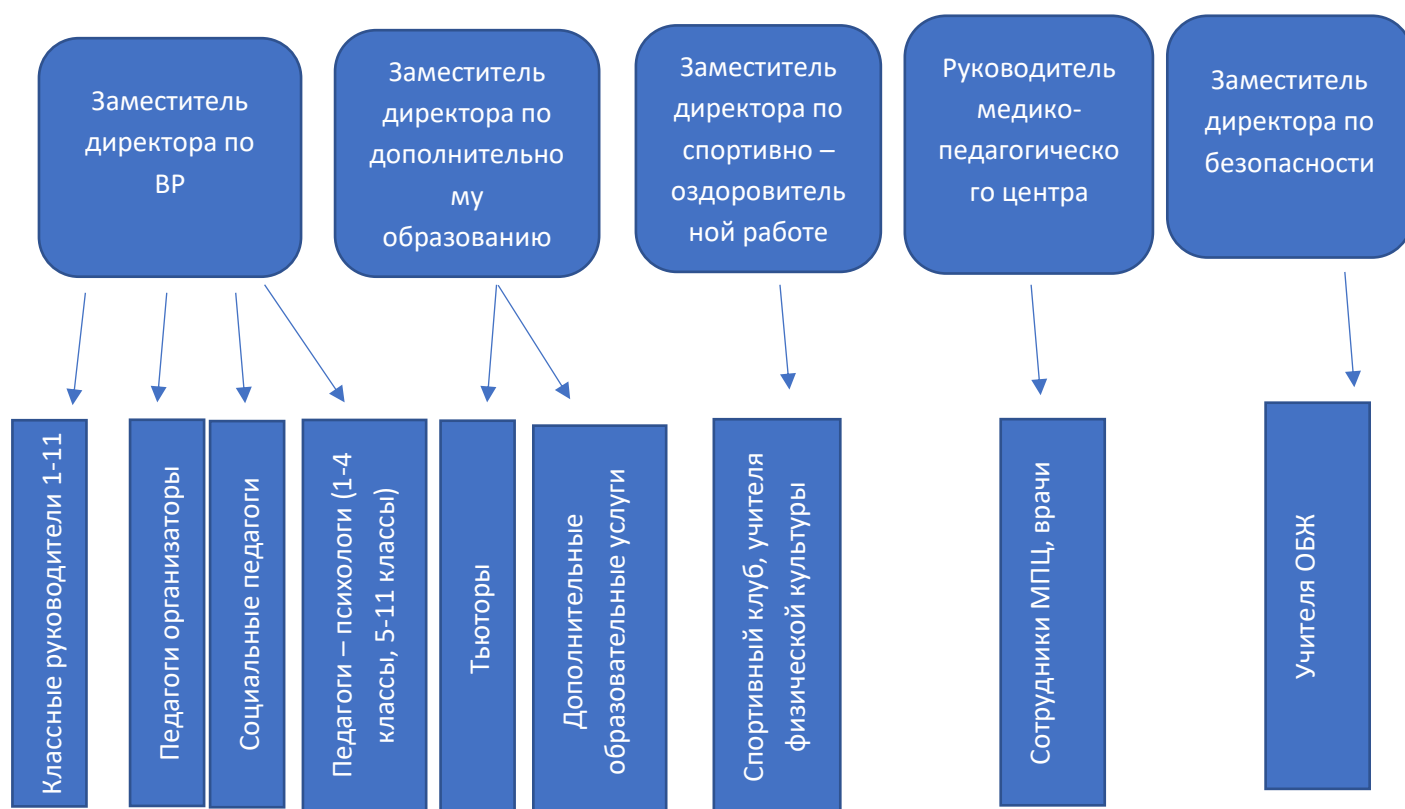 Заместитель
директора по
ВР
Заместитель
директора по
дополнительно
му
образованию
Заместитель
директора по
спортивно –
оздоровитель
ной работе
Руководитель
медико-
педагогическо
го центра
Заместитель
директора по
безопасности
Классные руководители 1-11
Педагоги организаторы
Социальные педагоги
Педагоги – психологи (1-4
классы, 5-11 классы)
Тьюторы
Дополнительные
образовательные услуги
Спортивный клуб, учителя
физической культуры
Сотрудники МПЦ, врачи
Учителя ОБЖ